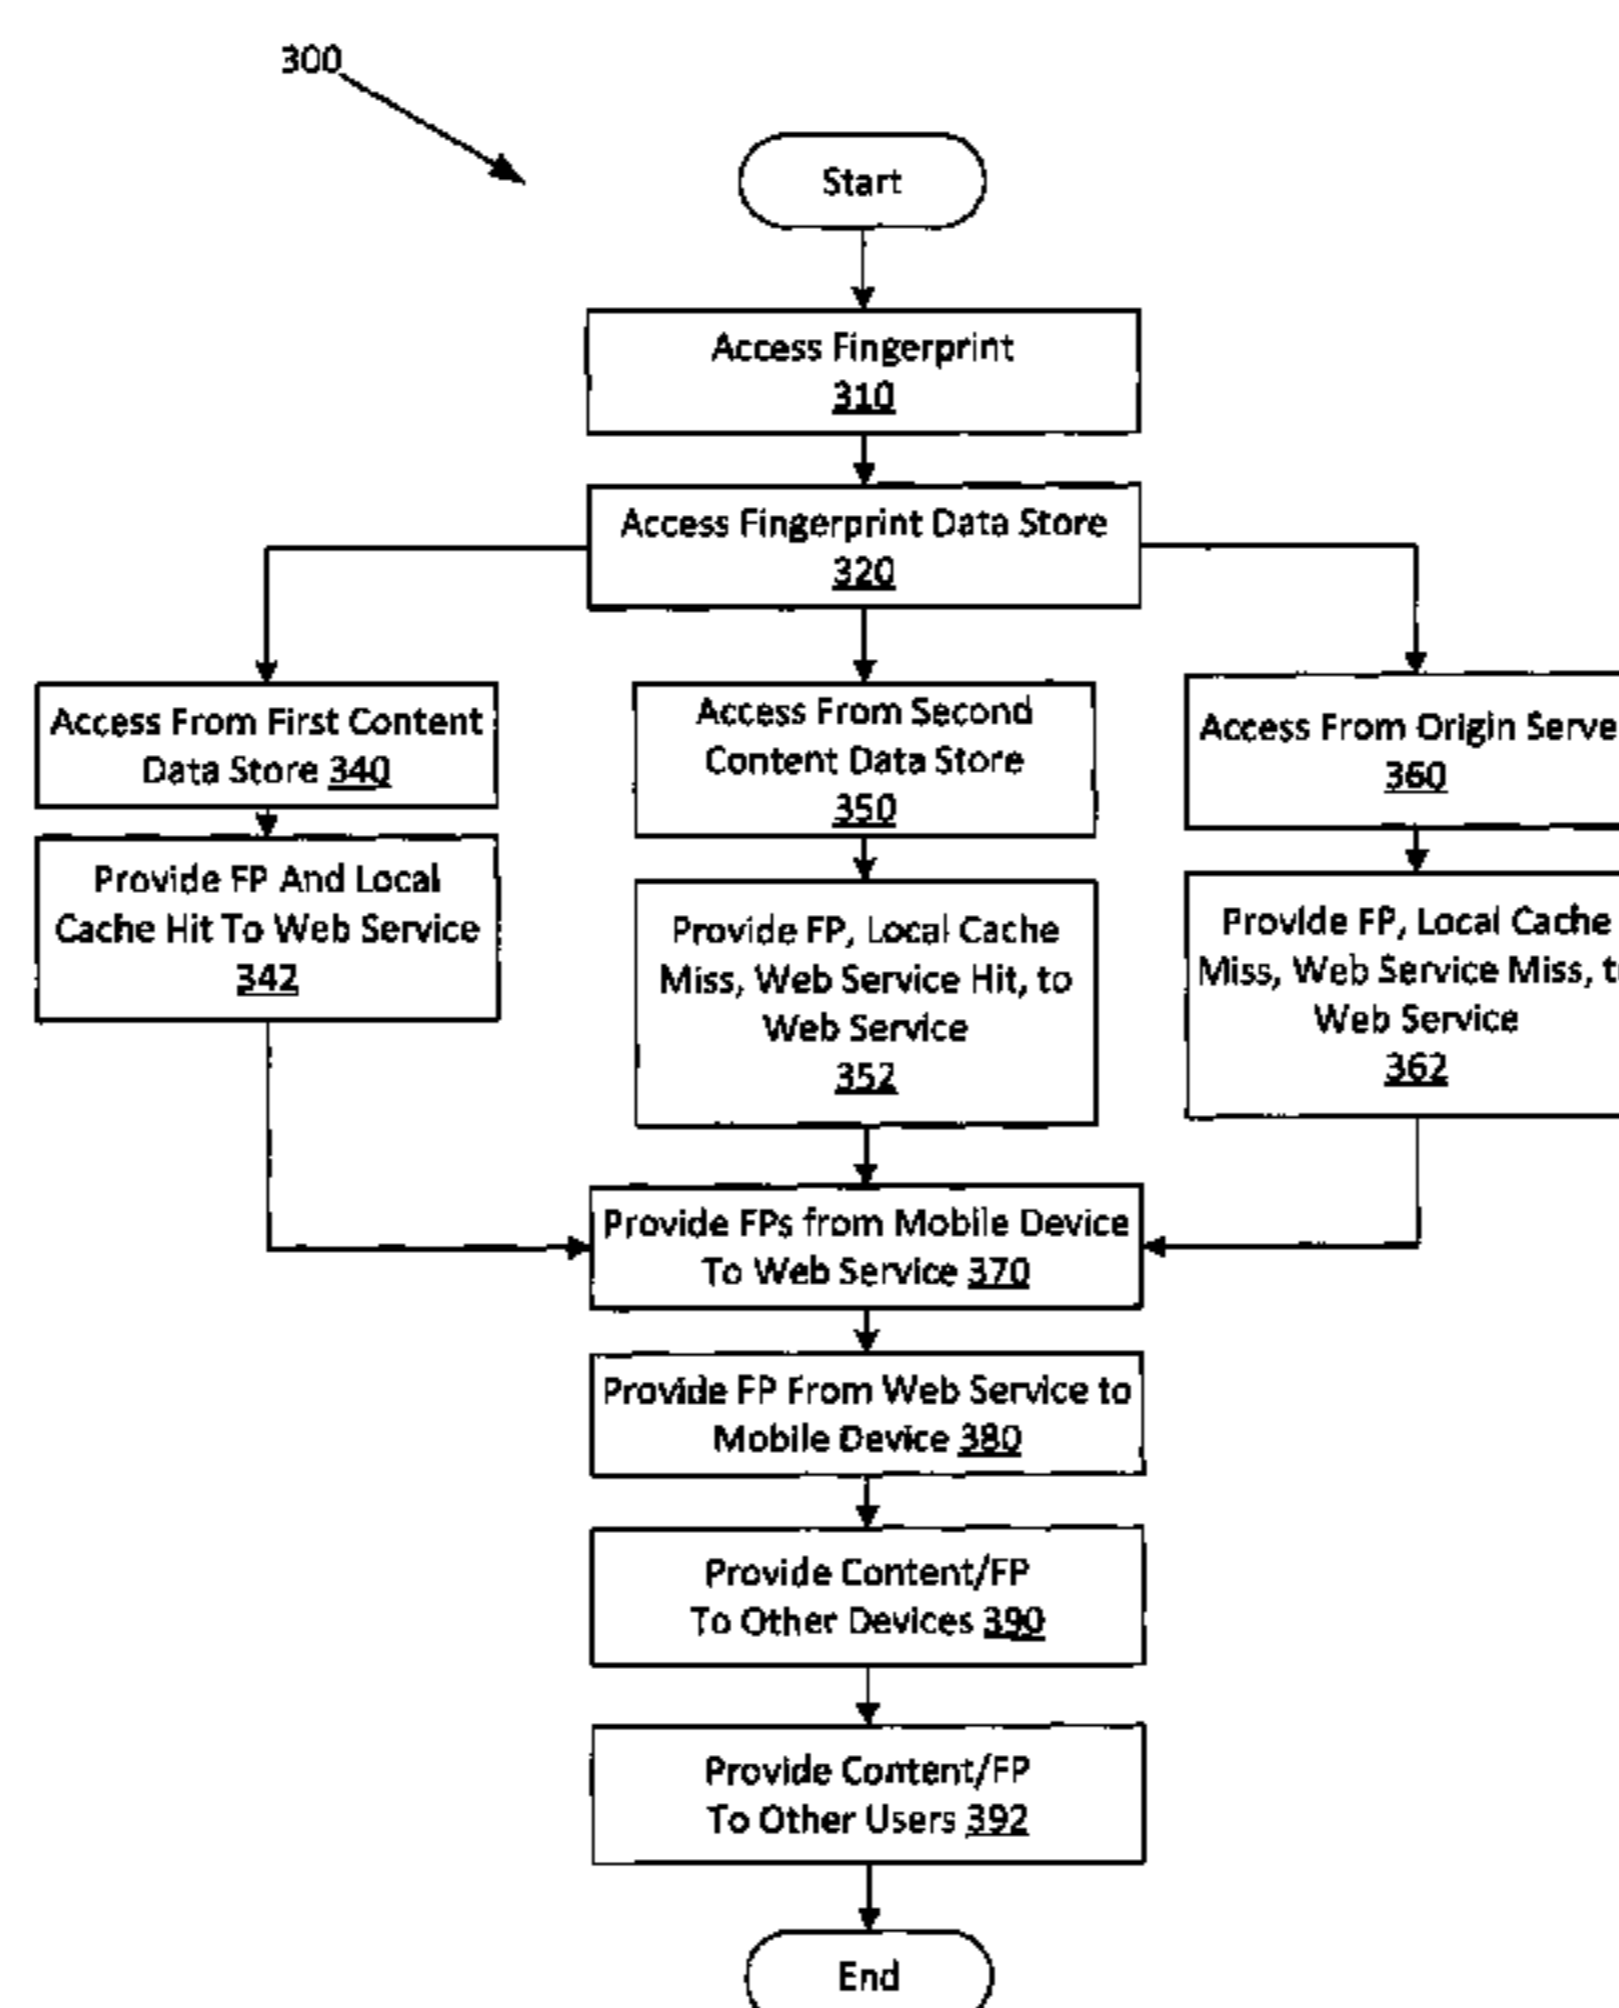 300
Start
Access Fingerprint
310
Access Fingerprint Data Store
320
Access From First Content
Data Store 340
Access From Second
Content Data Store
350
Access From Origin Serve
360
Provide FP And Local
Cache Hit To Web Service
342
Provide FP, Local Cache
Miss, Web Service Hit, to
Web Service
352
Provide FP, Local Cache
Miss, Web Service Miss, t
Web Service
362
Provide FPs from Mobile Device
To Web Service 370
Provide FP From Web Service to
Mobile Device 380
Provide Content/FP
To Other Devices 390
Provide Content/FP
To Other Users 392
End